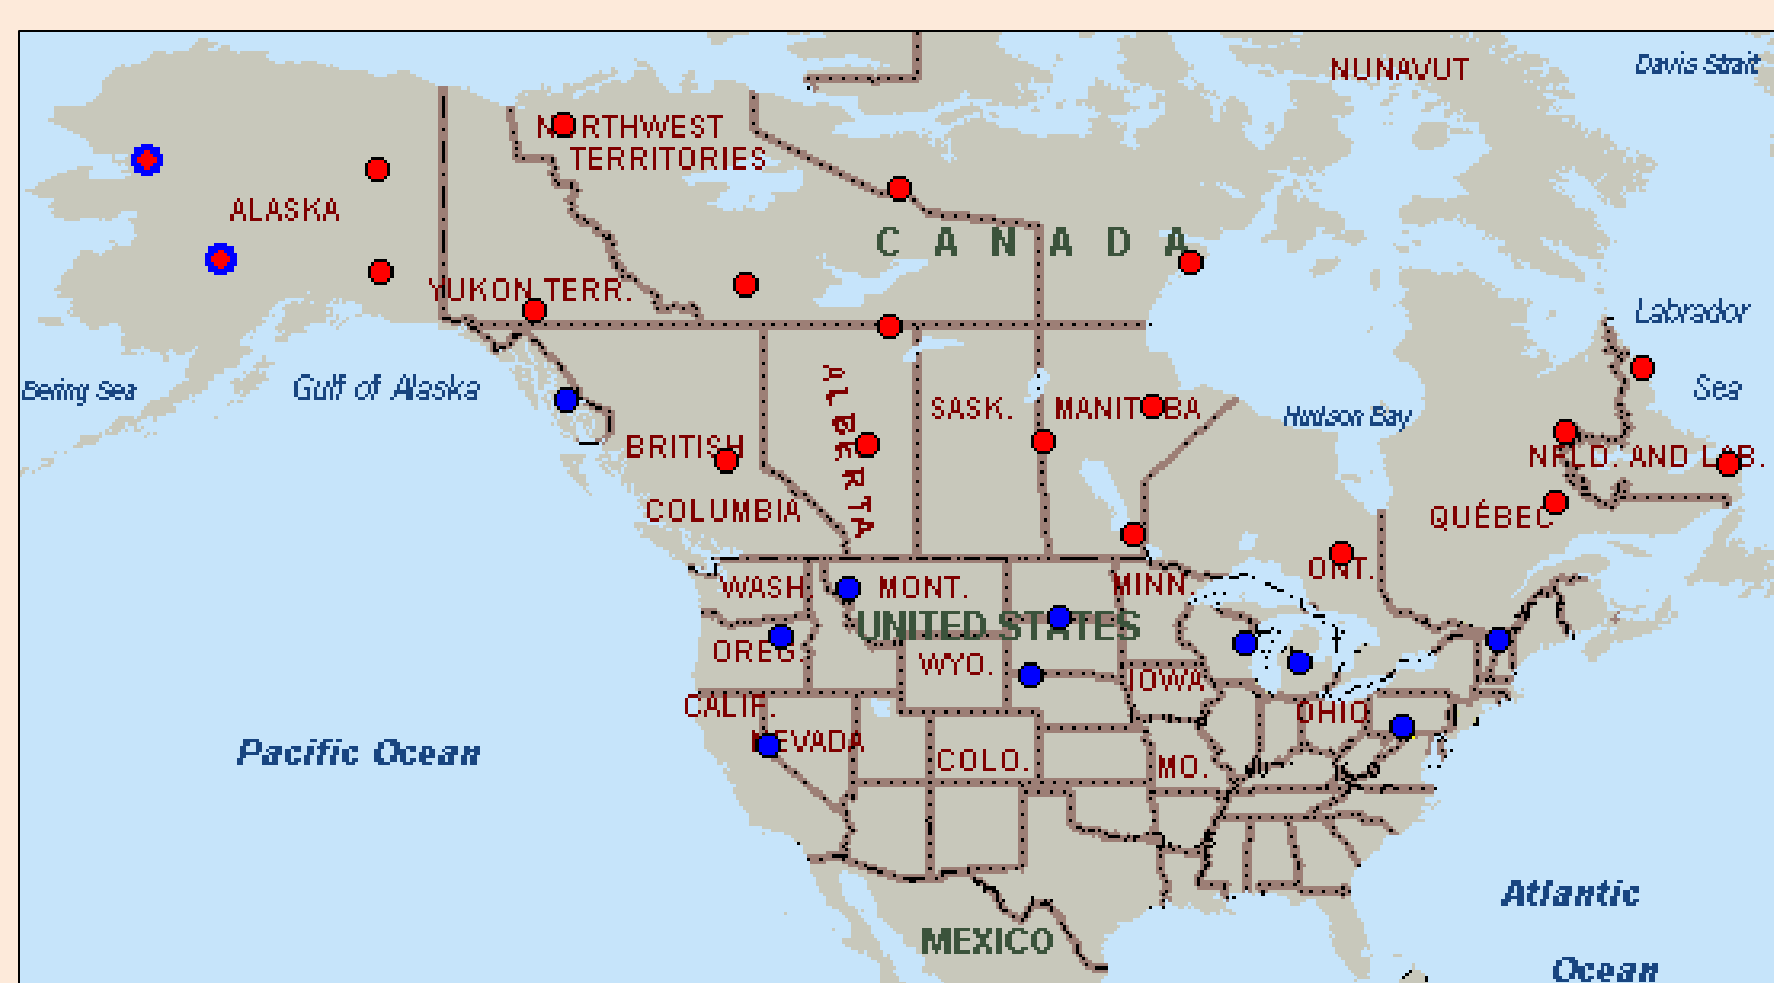 NUNAVUT
Davis Strait
NORTHWEST
TERRITORIES
ALASKA
CANADA
YUKON TERR.
Labrador
Sea
Bering Sea
Gulf of Alaska
ALBERTA
SASK.
MANITOBA
Hudson Bay
BRITISH
COLUMBIA
NFLD. AND LAB.
QUÉBEC
ONT.
WASH.
MONT.
MINN.
UNITED STATES
OREG.
WYO.
IOWA
CALIF.
OHIO
NEVADA
Pacific Ocean
COLO.
MO.
Atlantic
Ocean
MEXICO